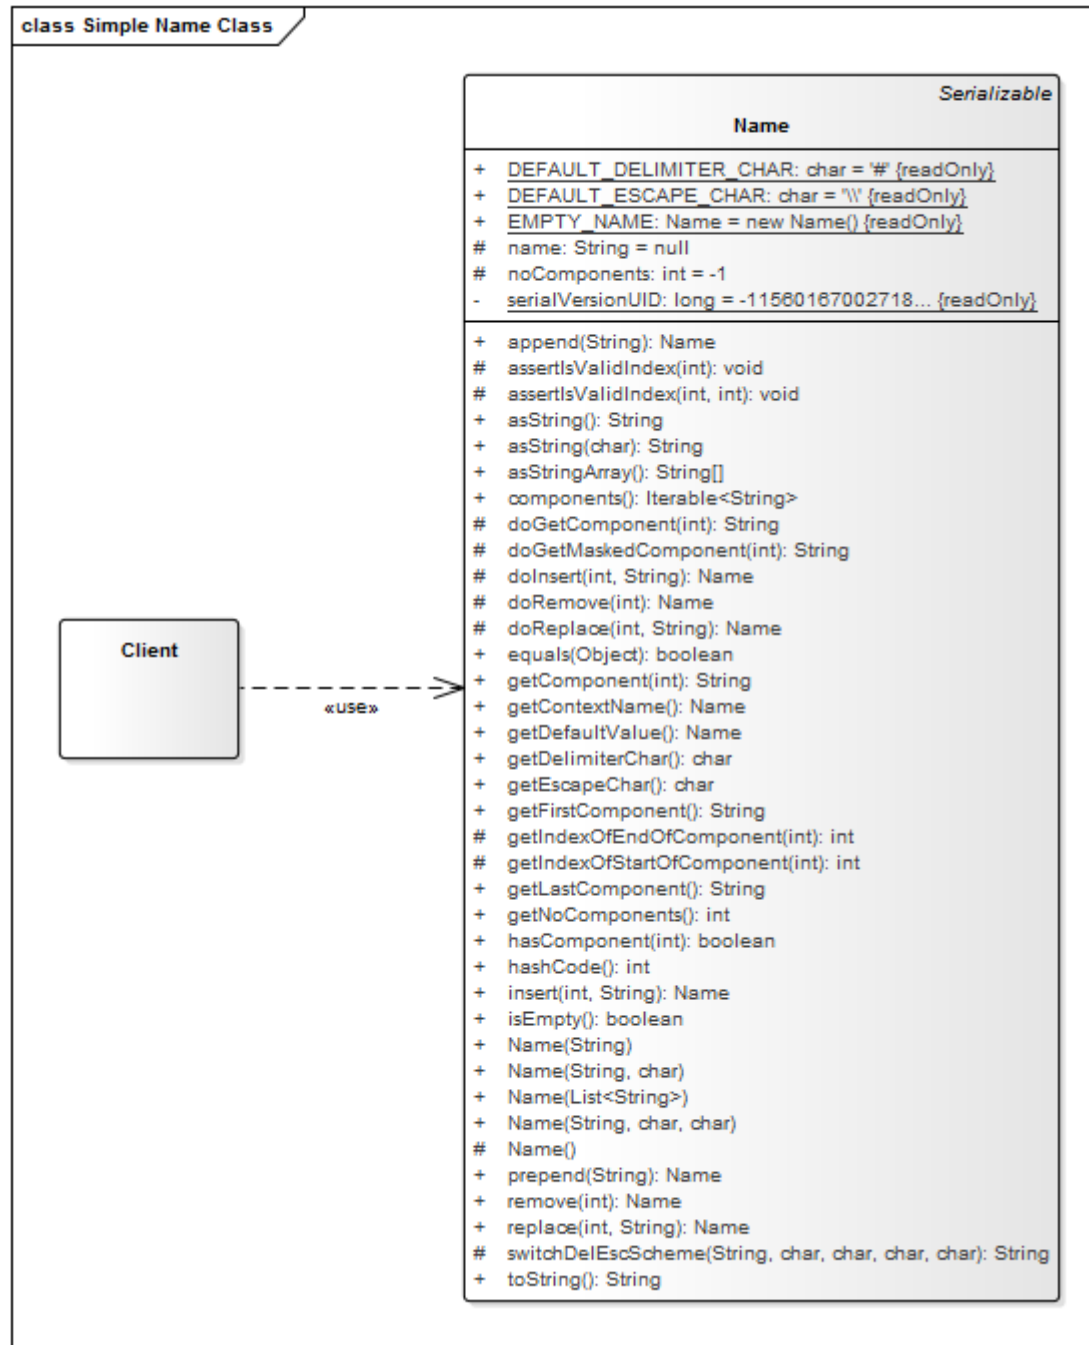 class Simple Name Class
Serializable
Name
+ DEFAULT_DELIMITER_CHAR: char = '#' {readOnly}
+ DEFAULT_ESCAPE_CHAR: char = '\\' {readOnly}
+ EMPTY_NAME: Name = new Name() {readOnly}
# name: String = null
# noComponents: int = -1
- serialVersionUID: long = -11560167002718... {readOnly}
+ append(String): Name
# assertIsValidIndex(int): void
# assertIsValidIndex(int, int): void
+ asString(): String
+ asString(char): String
+ asStringArray(): String[]
+ components(): Iterable<String>
# doGetComponent(int): String
# doGetMaskedComponent(int): String
# doInsert(int, String): Name
# doRemove(int): Name
# doReplace(int, String): Name
+ equals(Object): boolean
+ getComponent(int): String
+ getContextName(): Name
+ getDefaultValue(): Name
+ getDelimiterChar(): char
+ getEscapeChar(): char
+ getFirstComponent(): String
# getIndexOfEndOfComponent(int): int
# getIndexOfStartOfComponent(int): int
+ getLastComponent(): String
+ getNoComponents(): int
+ hasComponent(int): boolean
+ hashCode(): int
+ insert(int, String): Name
+ isEmpty(): boolean
+ Name(String)
+ Name(String, char)
+ Name(List<String>)
+ Name(String, char, char)
# Name()
+ prepend(String): Name
+ remove(int): Name
+ replace(int, String): Name
# switchDelEscScheme(String, char, char, char, char): String
+ toString(): String
Client
«use»